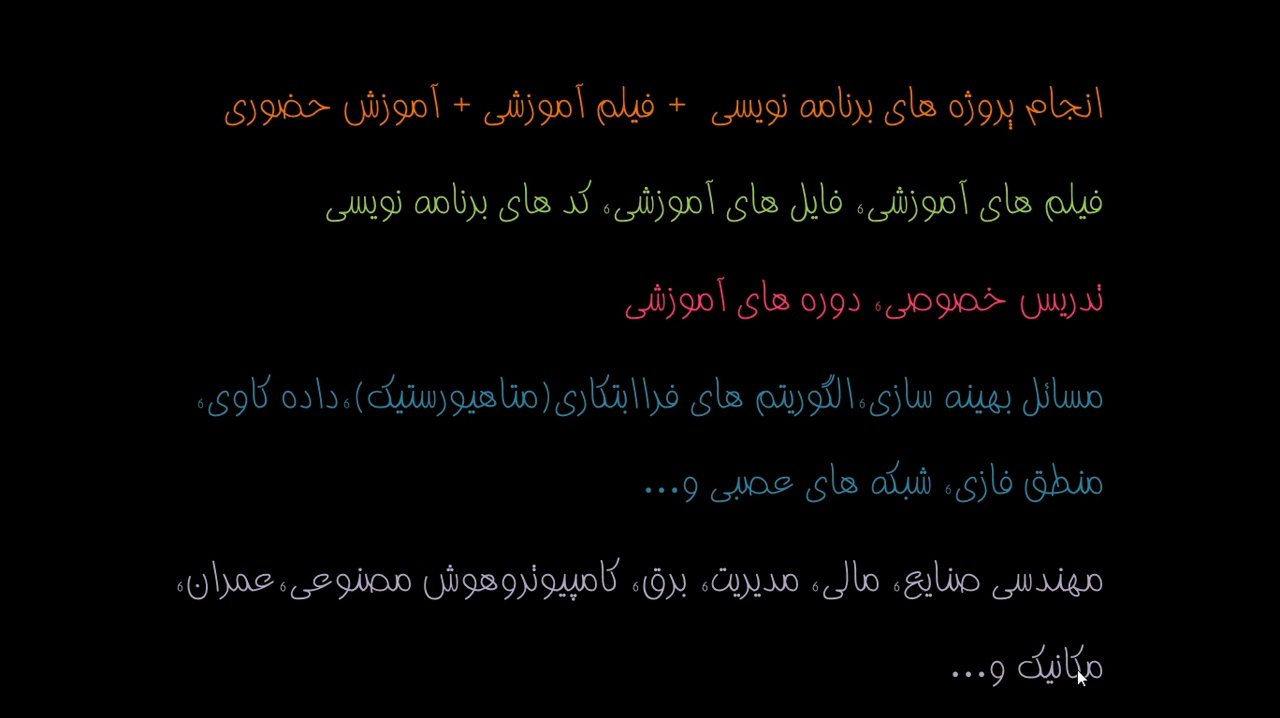 انجام پروژه های برنامه نویسی + فیلم آموزشی + آموزش حضوری
فیلم های آموزشی، فایل های آموزشی، کد های برنامه نویسی
تدریس خصوصی، دوره های آموزشی
مسائل بهینه سازی،الگوریتم های فراابتکاری(متاهیورستیک)،داده کاوی،
منطق فازی، شبکه های عصبی و...
مهندسی صنایع، مالی، مدیریت، برق، کامپیوتروهوش مصنوعی،عمران،
مکانیک و...